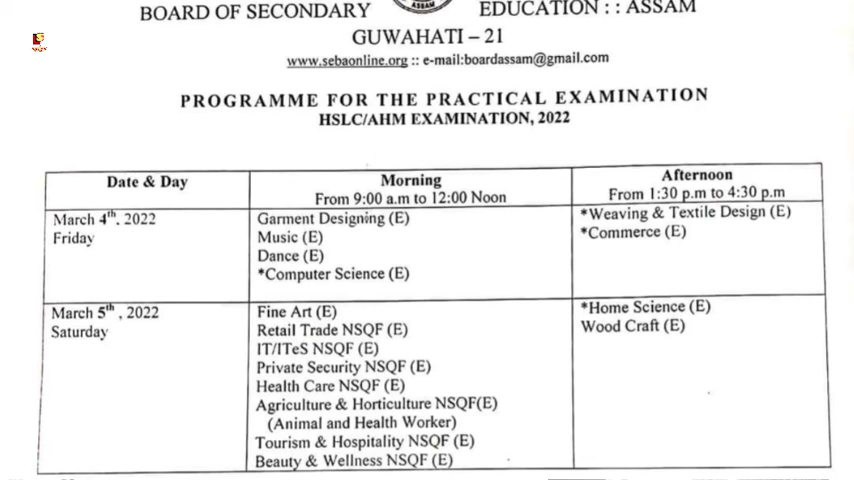 ASSAM
BOARD OF SECONDARY EDUCATION : : ASSAM
GUWAHATI – 21
www.sebaonline.org :: e-mail:boardassam@gmail.com
PROGRAMME FOR THE PRACTICAL EXAMINATION
HSLC/AHM EXAMINATION, 2022
Date & Day
Morning
From 9:00 a.m to 12:00 Noon
Afternoon
From 1:30 p.m to 4:30 p.m
March 4th, 2022
Friday
Garment Designing (E)
Music (E)
Dance (E)
*Computer Science (E)
*Weaving & Textile Design (E)
*Commerce (E)
March 5th , 2022
Saturday
Fine Art (E)
Retail Trade NSQF (E)
IT/ITeS NSQF (E)
Private Security NSQF (E)
Health Care NSQF (E)
Agriculture & Horticulture NSQF(E)
(Animal and Health Worker)
Tourism & Hospitality NSQF (E)
Beauty & Wellness NSQF (E)
*Home Science (E)
Wood Craft (E)